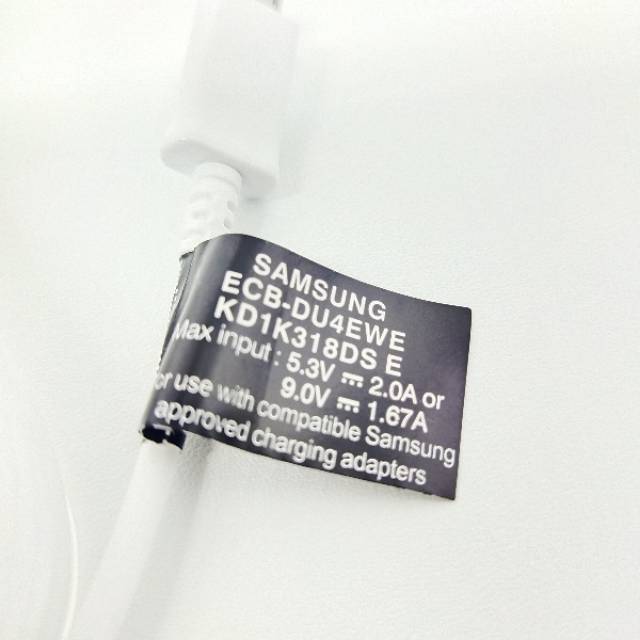 SAMSUNG
ECB-DU4EWE
KD1K318DS E
Max input : 5.3V ⎓ 2.0A or
9.0V ⎓ 1.67A
use with compatible Samsung
approved charging adapters